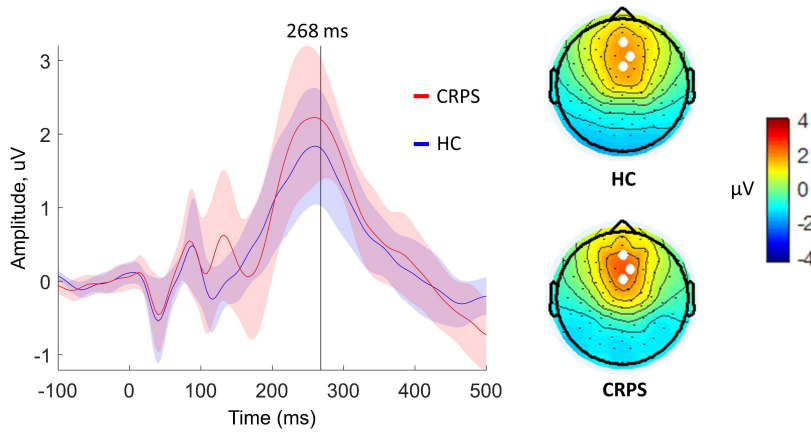 268 ms
3
2
1
0
-1
Amplitude, uV
-100
0
100
200
300
400
500
Time (ms)
CRPS
HC
HC
CRPS
μV
4
2
0
-2
-4